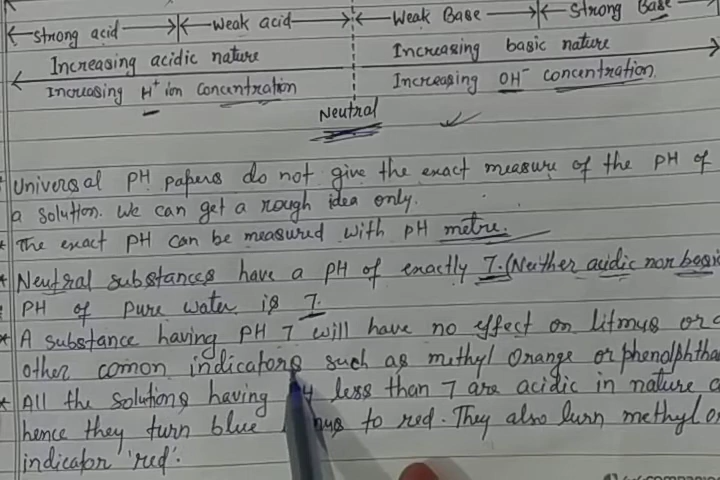 Strong acid Weak acid Weak Base Strong Base
Increasing acidic nature Increasing basic nature
Increasing H+ ion concentration Increasing OH- concentration
Neutral
Universal PH papers do not give the exact measure of the PH of
a solution. We can get a rough idea only.
* The exact PH can be measured with PH metre.
* Neutral substances have a PH of exactly 7. (Neither acidic nor basic
PH of pure water is 7.
* A substance having PH 7 will have no effect on litmus or
other comon indicators such as methyl orange or phenolphtha
* All the solutions having less than 7 are acidic in nature
hence they turn blue to red. They also turn methyl o
indicator 'red'.